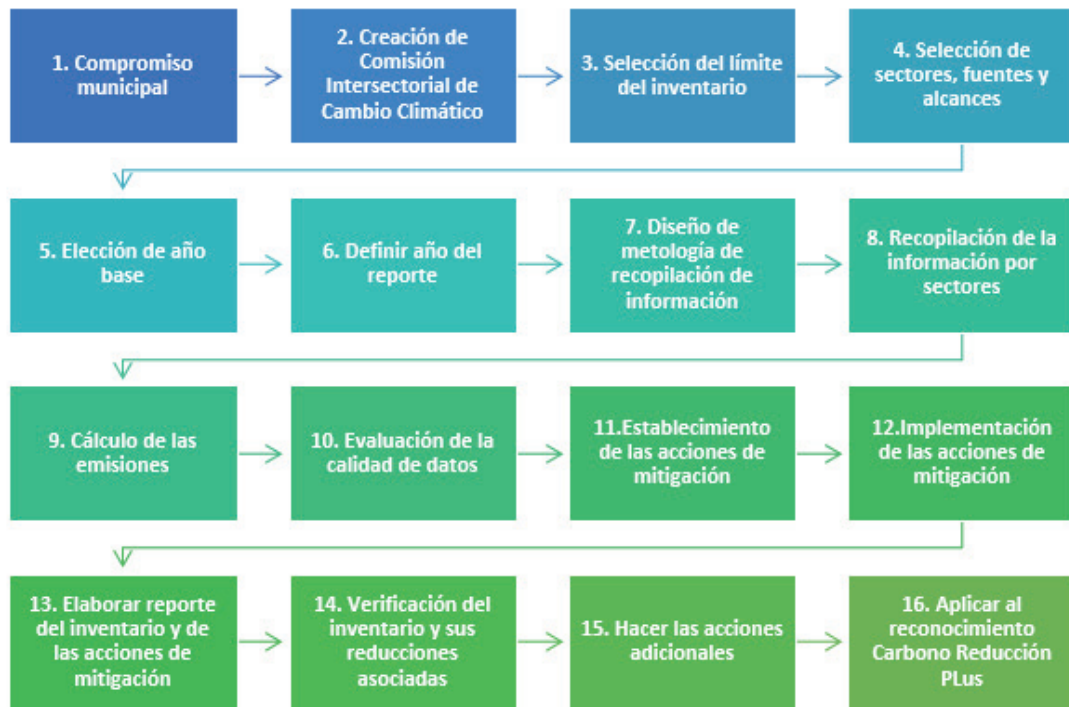 1. Compromiso
municipal
2. Creación de
Comisión
Intersectorial de
Cambio Climático
3. Selección del límite
del inventario
4. Selección de
sectores, fuentes y
alcances
5. Elección de año
base
6. Definir año del
reporte
7. Diseño de
metología de
recopilación de
información
8. Recopilación de la
información por
sectores
9. Cálculo de las
emisiones
10. Evaluación de la
calidad de datos
11.Establecimiento
de las acciones de
mitigación
12.Implementación
de las acciones de
mitigación
13. Elaborar reporte
del inventario y de
las acciones de
mitigación
14. Verificación del
inventario y sus
reducciones
asociadas
15. Hacer las acciones
adicionales
16. Aplicar al
reconocimiento
Carbono Reducción
PLus